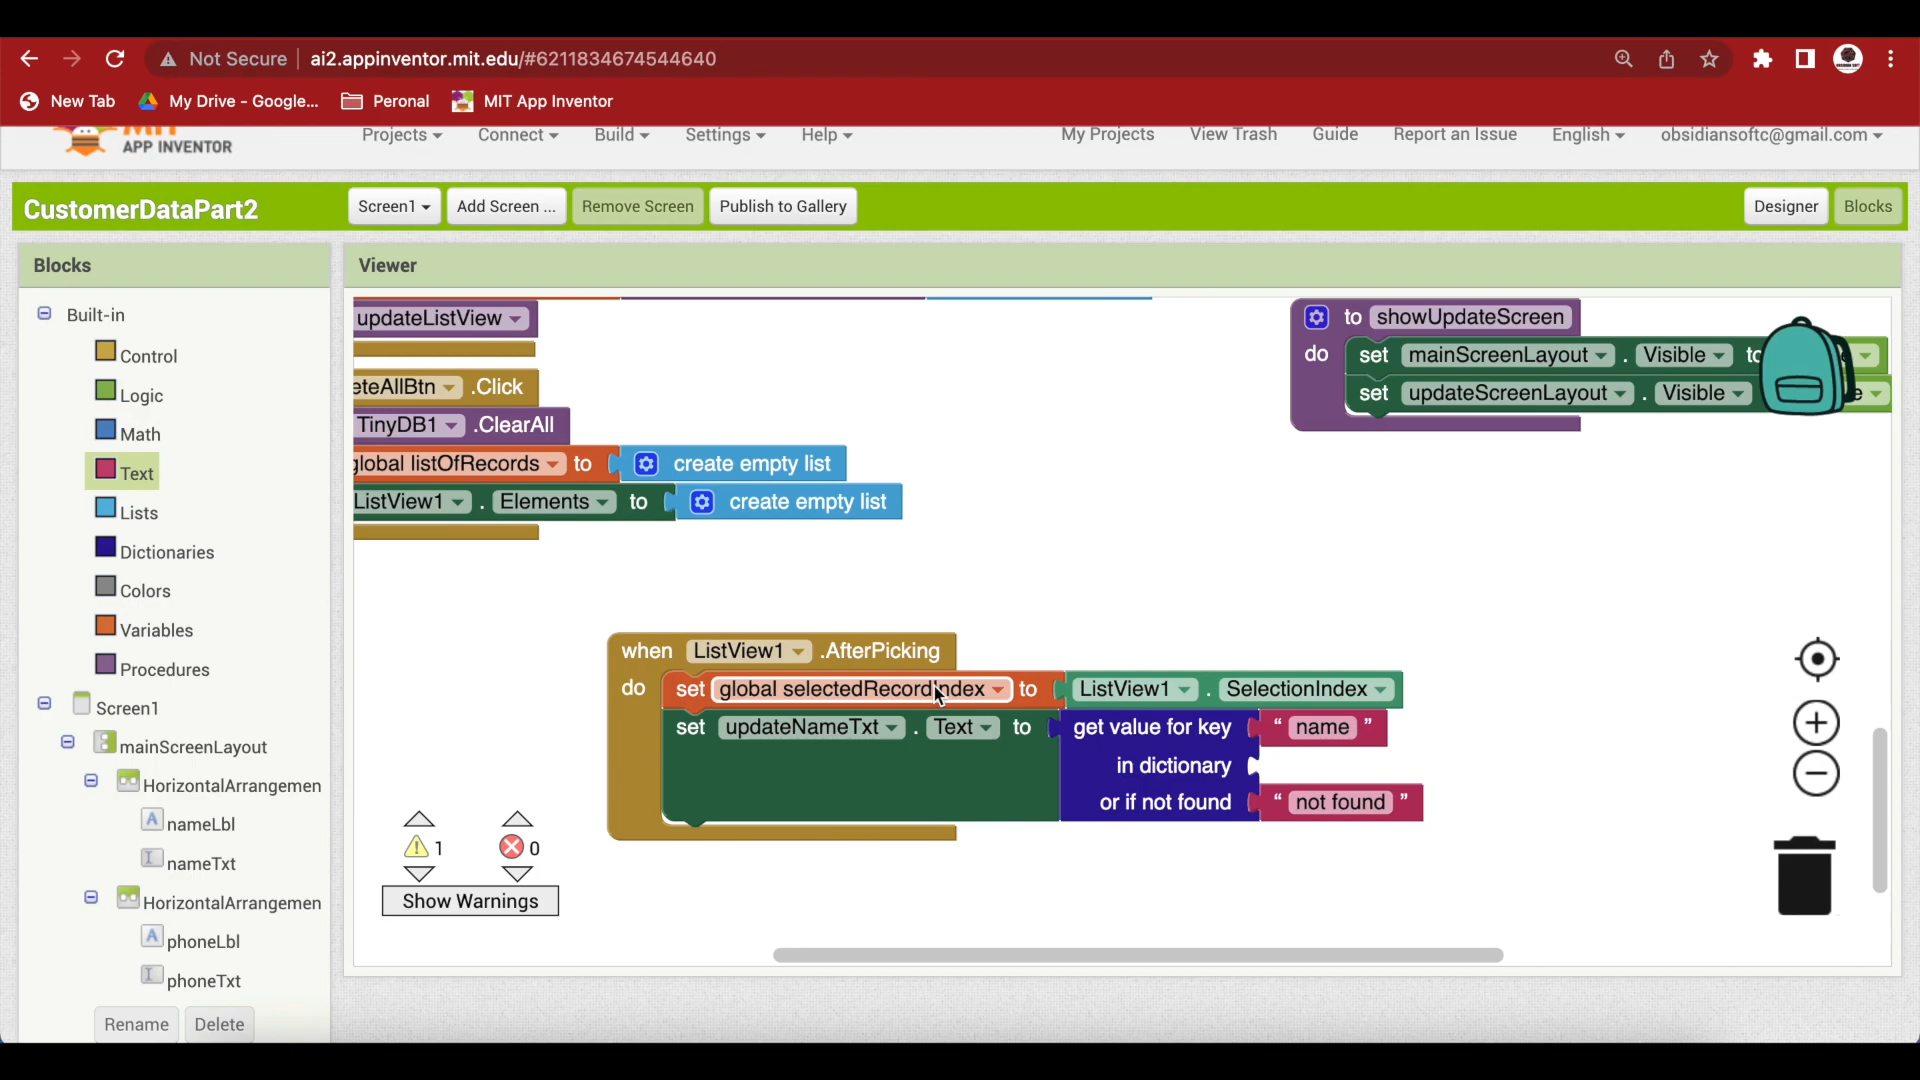 Not Secure
ai2.appinventor.mit.edu/#6211834674544640
New Tab
My Drive - Google...
Peronal
MIT App Inventor
MIT
APP INVENTOR
Projects
Connect
Build
Settings
Help
My Projects
View Trash
Guide
Report an Issue
English
obsidiansoftc@gmail.com
CustomerDataPart2
Screen1
Add Screen ...
Remove Screen
Publish to Gallery
Designer
Blocks
Blocks
Viewer
Built-in
Control
Logic
Math
Text
Lists
Dictionaries
Colors
Variables
Procedures
Screen1
mainScreenLayout
HorizontalArrangemen
nameLbl
nameTxt
HorizontalArrangemen
phoneLbl
phoneTxt
Rename
Delete
updateListView
eteAllBtn .Click
TinyDB1 .ClearAll
global listOfRecords to create empty list
ListView1 . Elements to create empty list
to showUpdateScreen
do set mainScreenLayout . Visible to
set updateScreenLayout . Visible
when ListView1 .AfterPicking
do set global selectedRecordIndex to ListView1 . SelectionIndex
set updateNameTxt . Text to get value for key “ name ”
in dictionary
or if not found “ not found ”
1
0
Show Warnings